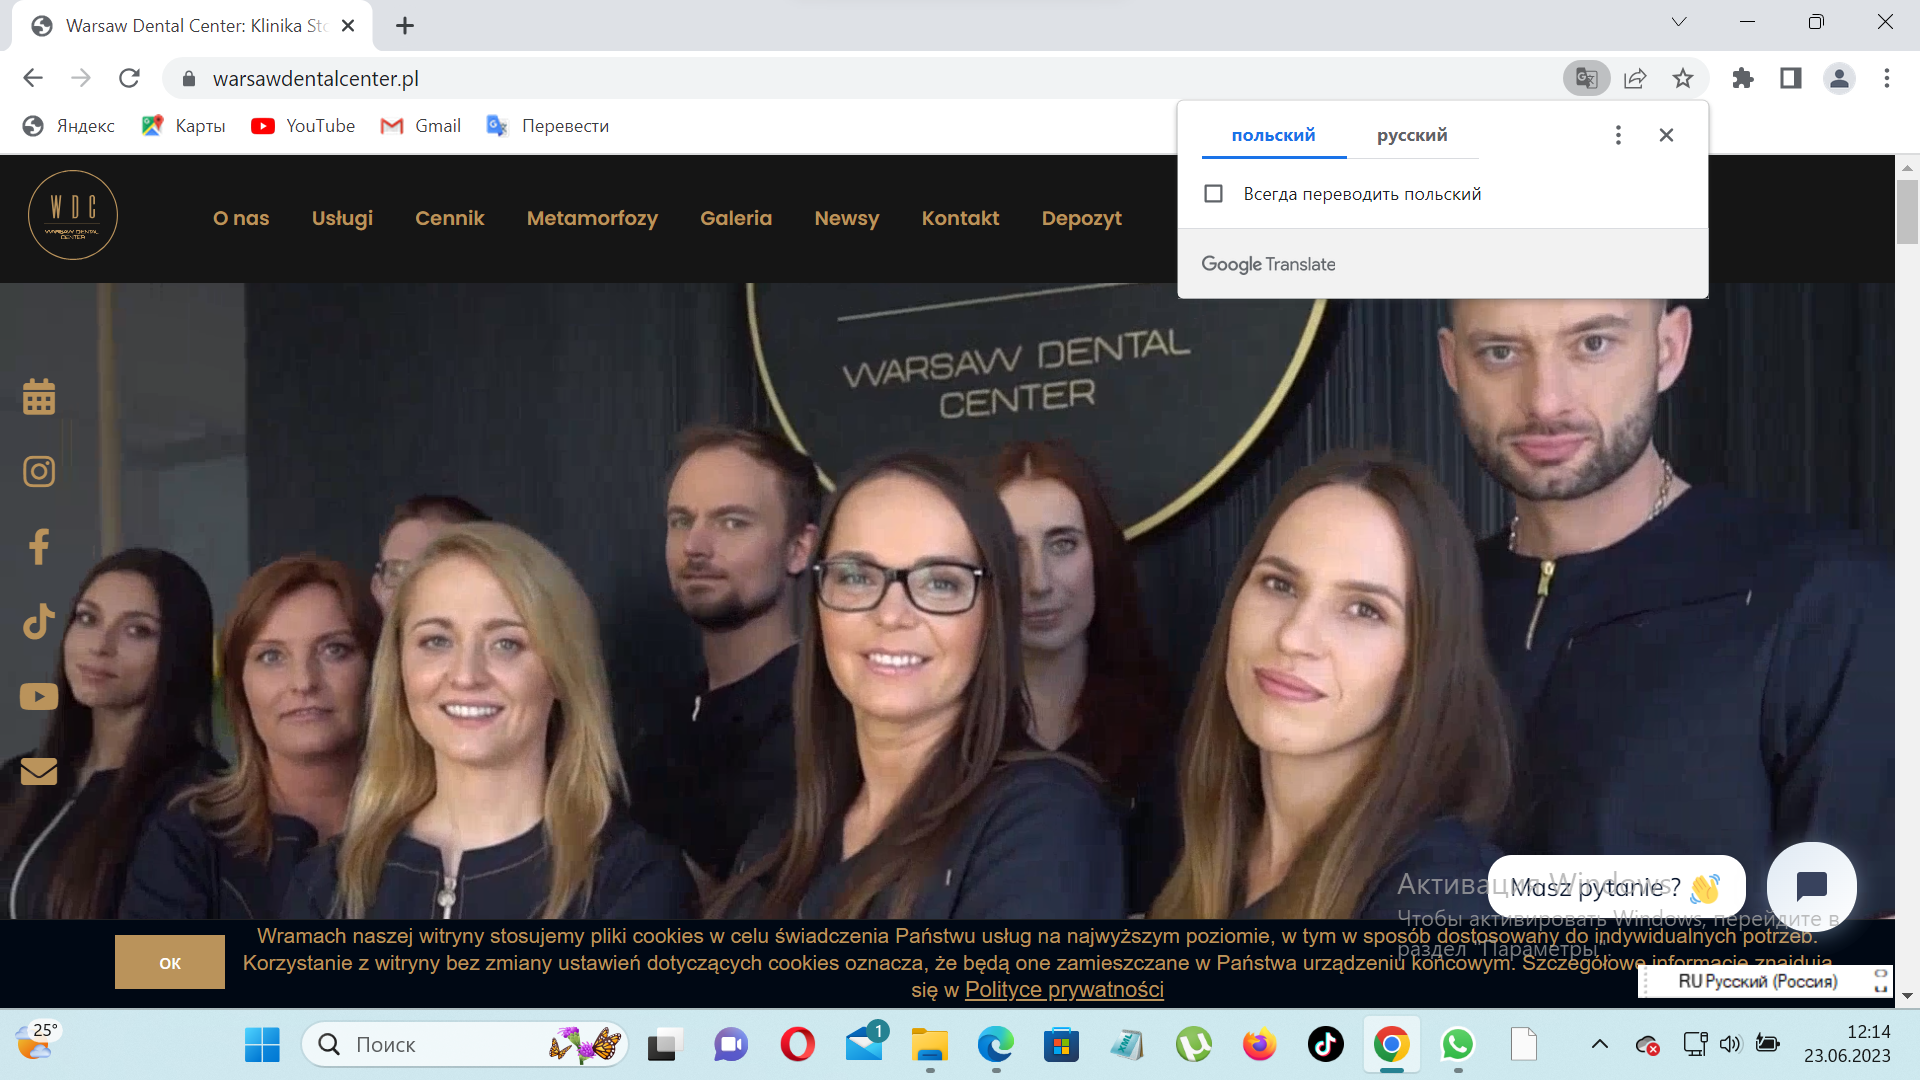 Warsaw Dental Center: Klinika Sto
warsawdentalcenter.pl
Яндекс
Карты
YouTube
Gmail
Перевести
польский
русский
Всегда переводить польский
Google Translate
WDC
WARSAW DENTAL
CENTER
O nas
Usługi
Cennik
Metamorfozy
Galeria
Newsy
Kontakt
Depozyt
WARSAW DENTAL
CENTER
Masz pytanie ? 👋
Активация Windows
Чтобы активировать Windows, перейдите в
раздел "Параметры".
OK
Wramach naszej witryny stosujemy pliki cookies w celu świadczenia Państwu usług na najwyższym poziomie, w tym w sposób dostosowany do indywidualnych potrzeb.
Korzystanie z witryny bez zmiany ustawień dotyczących cookies oznacza, że będą one zamieszczane w Państwa urządzeniu końcowym. Szczegółowe informacje znajdują
się w Polityce prywatności
RU Русский (Россия)
25°
Поиск
1
XML
12:14
23.06.2023